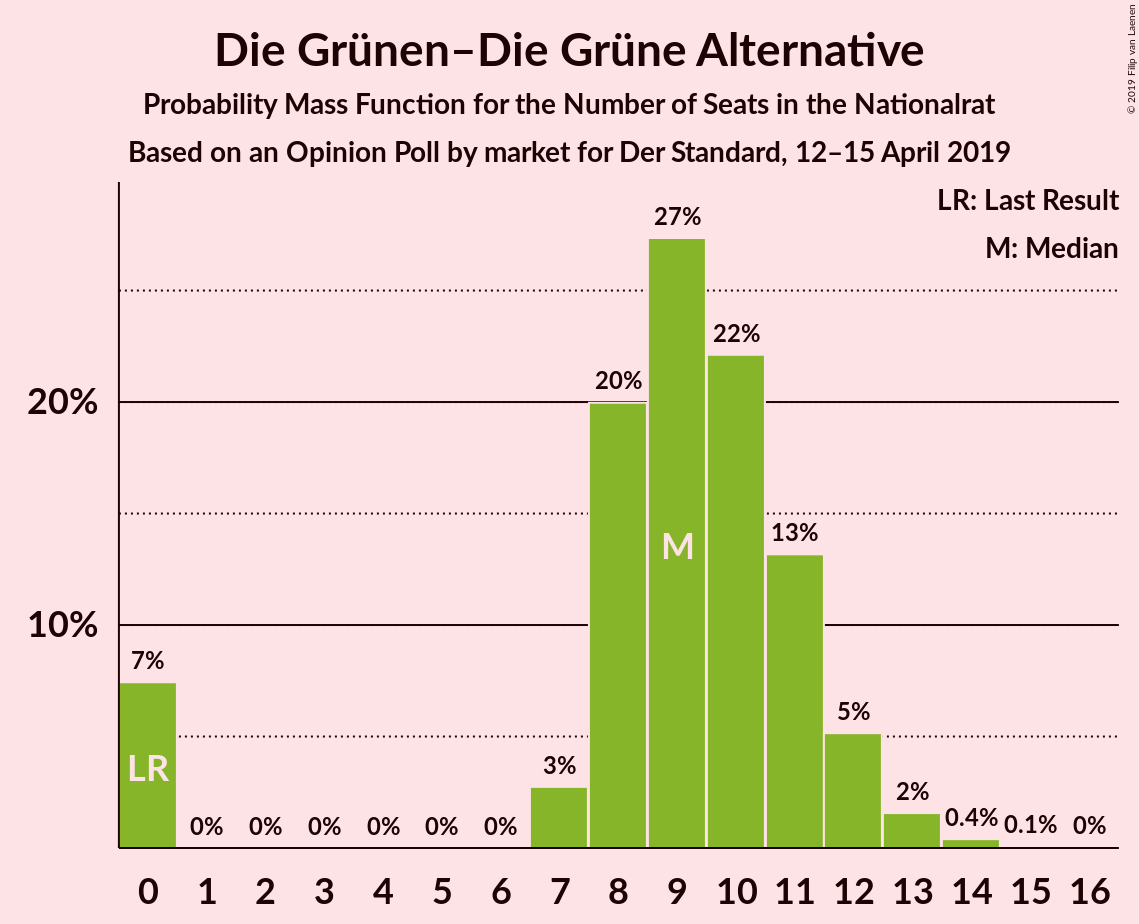 Die Grünen–Die Grüne Alternative
Probability Mass Function for the Number of Seats in the Nationalrat
Based on an Opinion Poll by market for Der Standard, 12–15 April 2019
© 2019 Filip van Laenen
LR: Last Result
M: Median
27%
22%
20%
20%
13%
M
10%
7%
5%
3%
LR
2%
0% 0% 0% 0% 0% 0% 0.4% 0.1% 0%
0 1 2 3 4 5 6 7 8 9 10 11 12 13 14 15 16